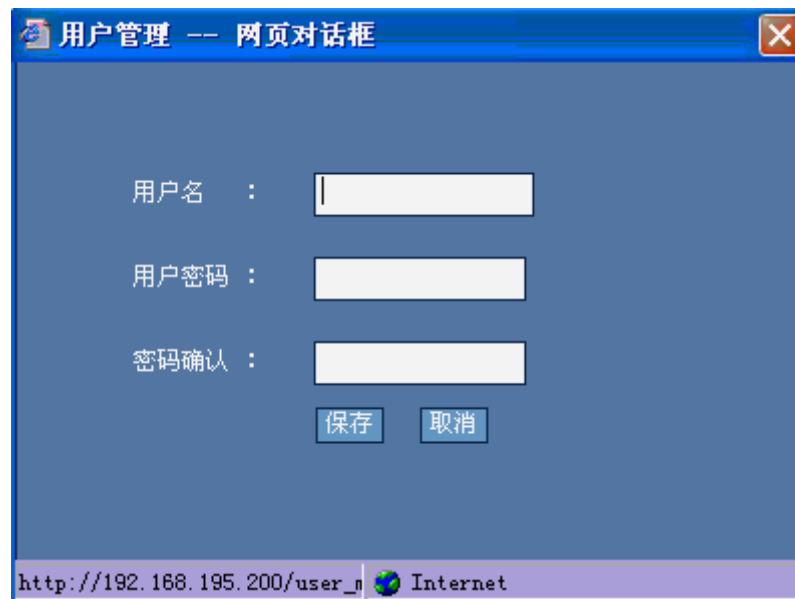 用户管理 -- 网页对话框
用户名 :
用户密码 :
密码确认 :
保存 取消
http://192.168.195.200/user_ Internet